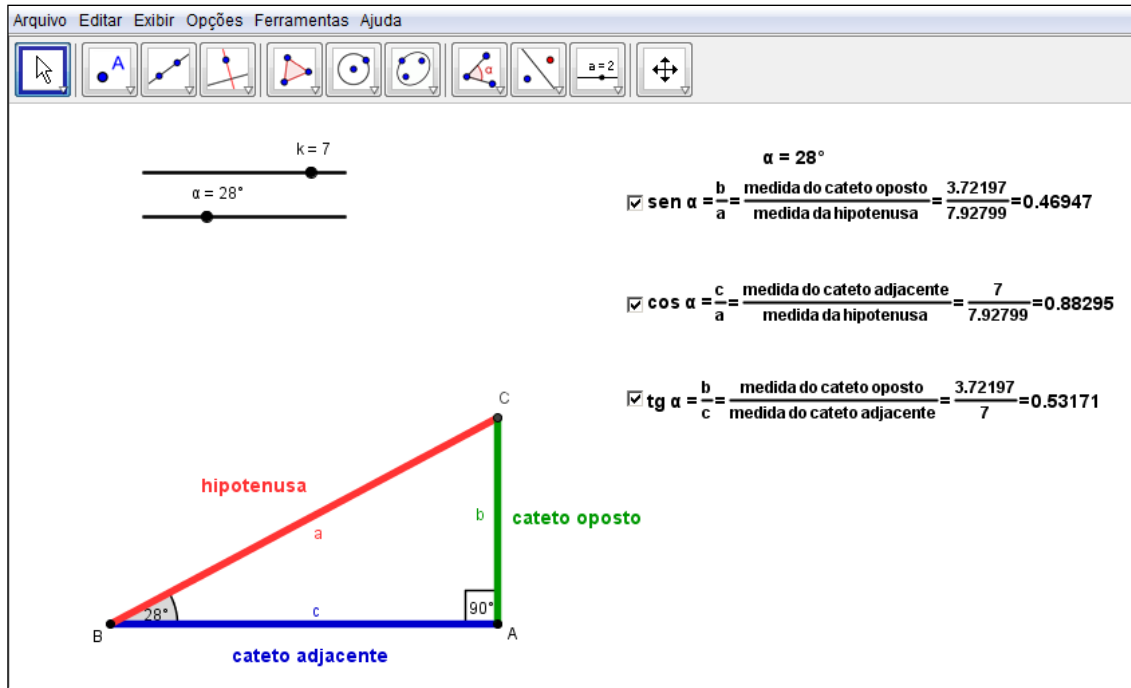 Arquivo Editar Exibir Opções Ferramentas Ajuda
A
α
a = 2
k = 7
α = 28°
α = 28°
sen α = b/a = medida do cateto oposto/medida da hipotenusa = 3.72197/7.92799 =0.46947
cos α = c/a = medida do cateto adjacente/medida da hipotenusa = 7/7.92799 =0.88295
tg α = b/c = medida do cateto oposto/medida do cateto adjacente = 3.72197/7 =0.53171
C
hipotenusa
a
b
cateto oposto
28°
c
90°
B
A
cateto adjacente